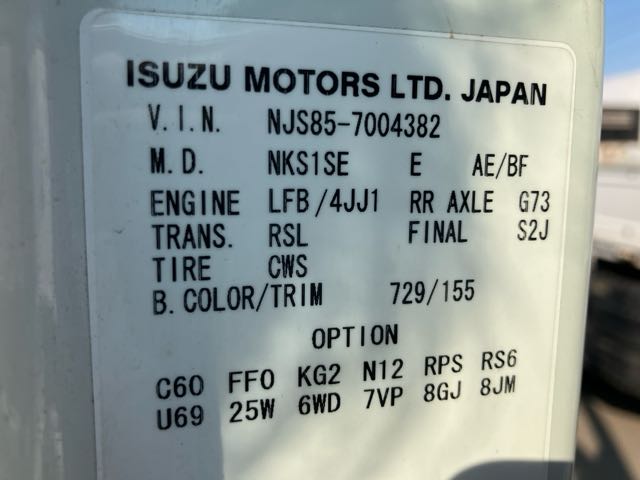 ISUZU MOTORS LTD. JAPAN
V.I.N. NJS85-7004382
M.D. NKS1SE E AE/BF
ENGINE LFB/4JJ1 RR AXLE G73
TRANS. RSL FINAL S2J
TIRE CWS
B.COLOR/TRIM 729/155
OPTION
C60 FF0 KG2 N12 RPS RS6
U69 25W 6WD 7VP 8GJ 8JM